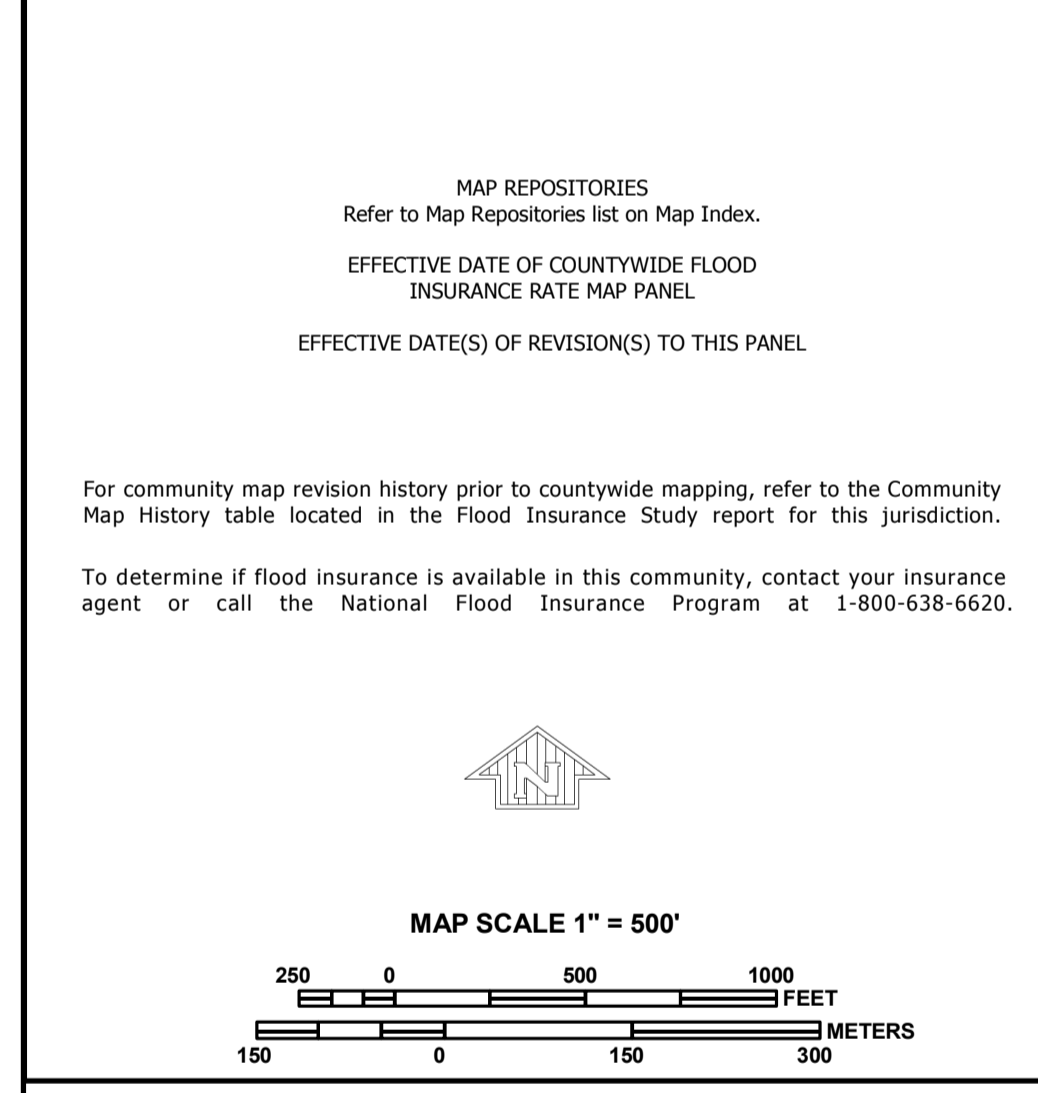 MAP REPOSITORIES
Refer to Map Repositories list on Map Index.
EFFECTIVE DATE OF COUNTYWIDE FLOOD
INSURANCE RATE MAP PANEL
EFFECTIVE DATE(S) OF REVISION(S) TO THIS PANEL
For community map revision history prior to countywide mapping, refer to the Community
Map History table located in the Flood Insurance Study report for this jurisdiction.
To determine if flood insurance is available in this community, contact your insurance
agent or call the National Flood Insurance Program at 1-800-638-6620.
N
MAP SCALE 1" = 500'
250 0 500 1000
FEET
METERS
150 0 150 300